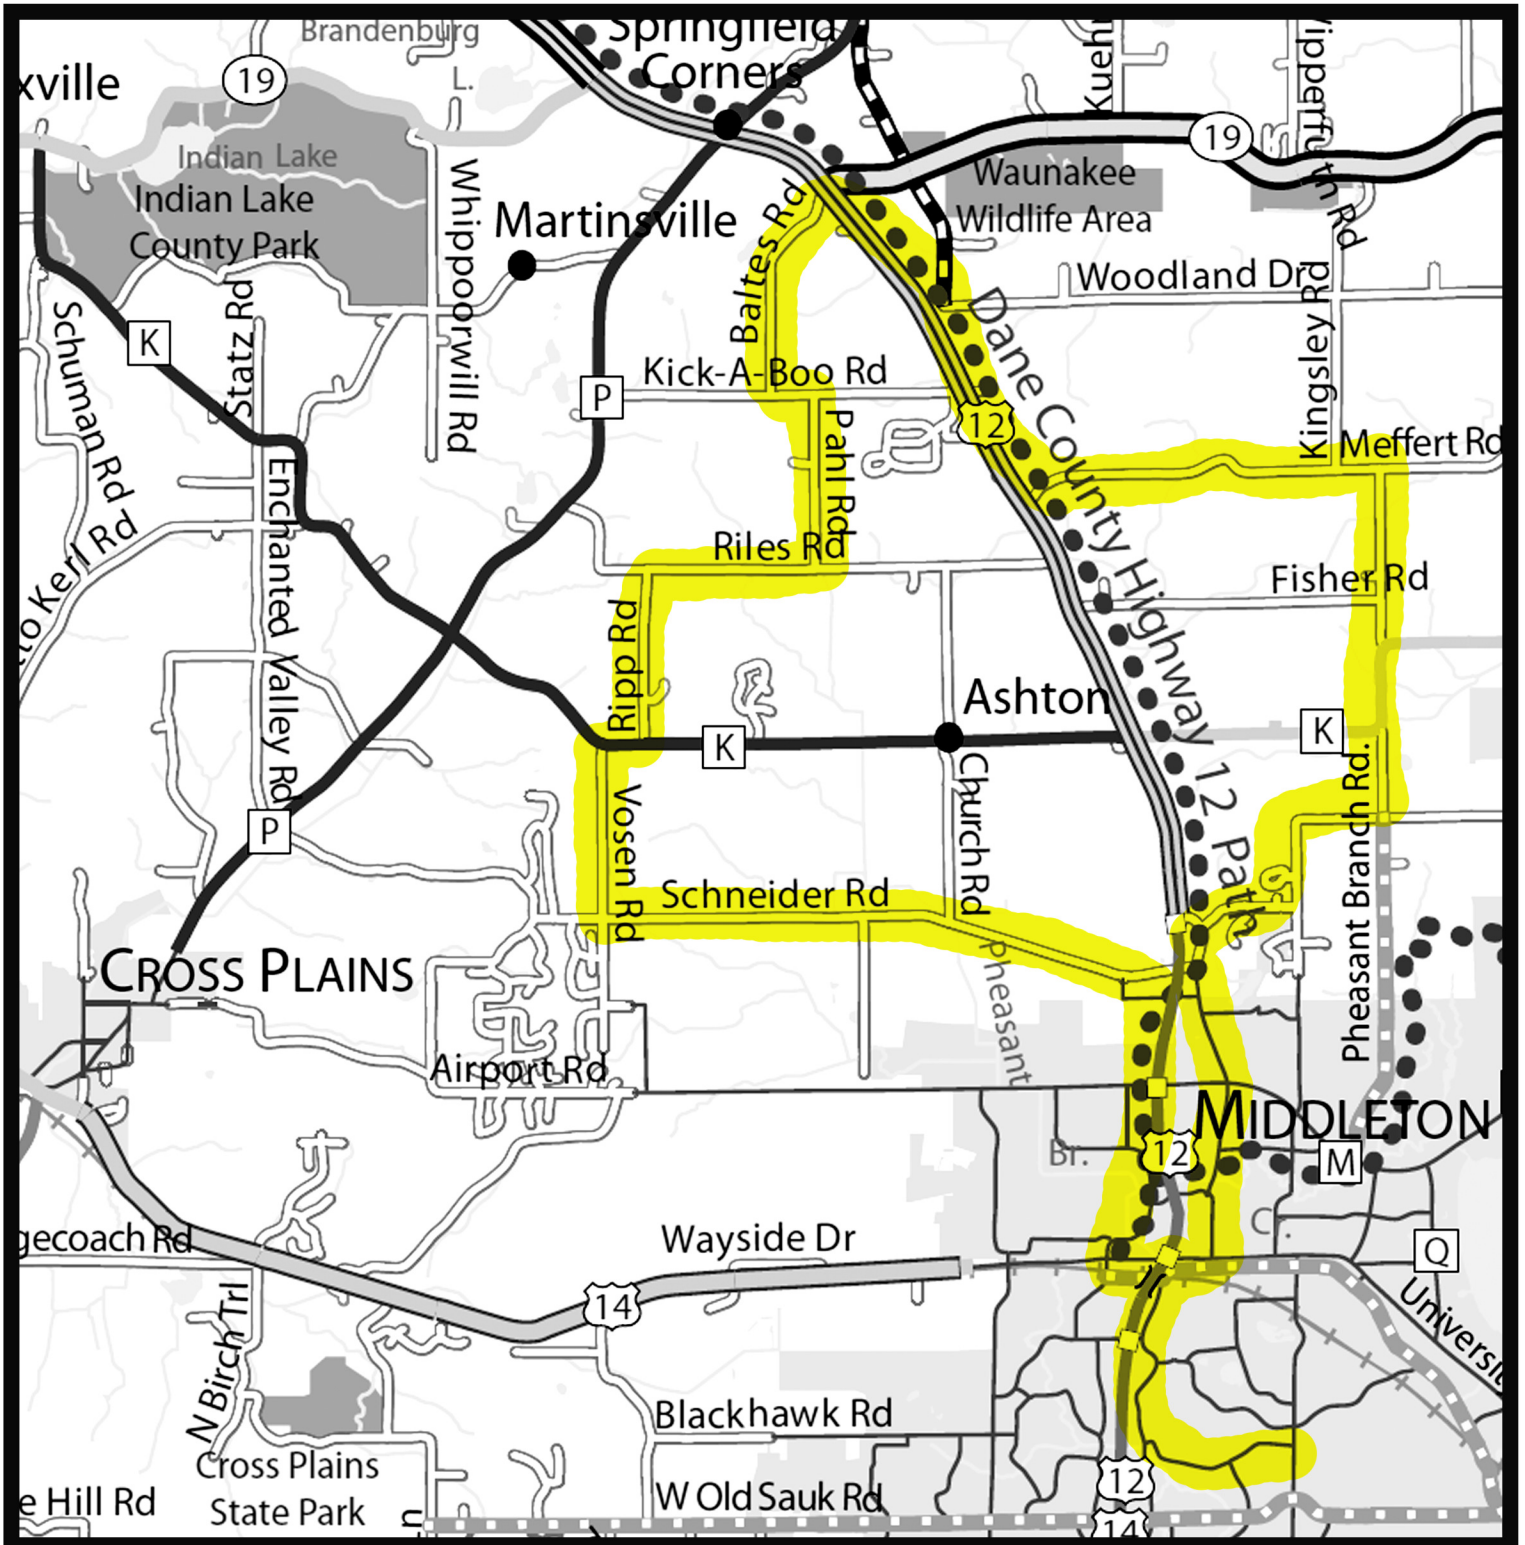 Brandenburg
L.
Springfield
Corners
xville
19
19
Indian Lake
Indian Lake
County Park
Whippoorwill Rd
Martinsville
Baltes Rd
Waunakee
Wildlife Area
Woodland Dr
Kingsley Rd
Schuman Rd
K
Statz Rd
P
Kick-A-Boo Rd
Pahl Rd
12
Dane County Highway 12 Path
Meffert Rd
Enchanted Valley Rd
Kerl Rd
Riles Rd
Fisher Rd
Ripp Rd
Ashton
K
K
P
Vosen Rd
Church Rd
Pheasant Branch Rd.
Schneider Rd
CROSS PLAINS
Pheasant
Airport Rd
MIDDLETON
Br.
12
M
C.
gecoach Rd
Wayside Dr
Q
14
N Birch Trl
Blackhawk Rd
Cross Plains
State Park
12
e Hill Rd
W Old Sauk Rd
14